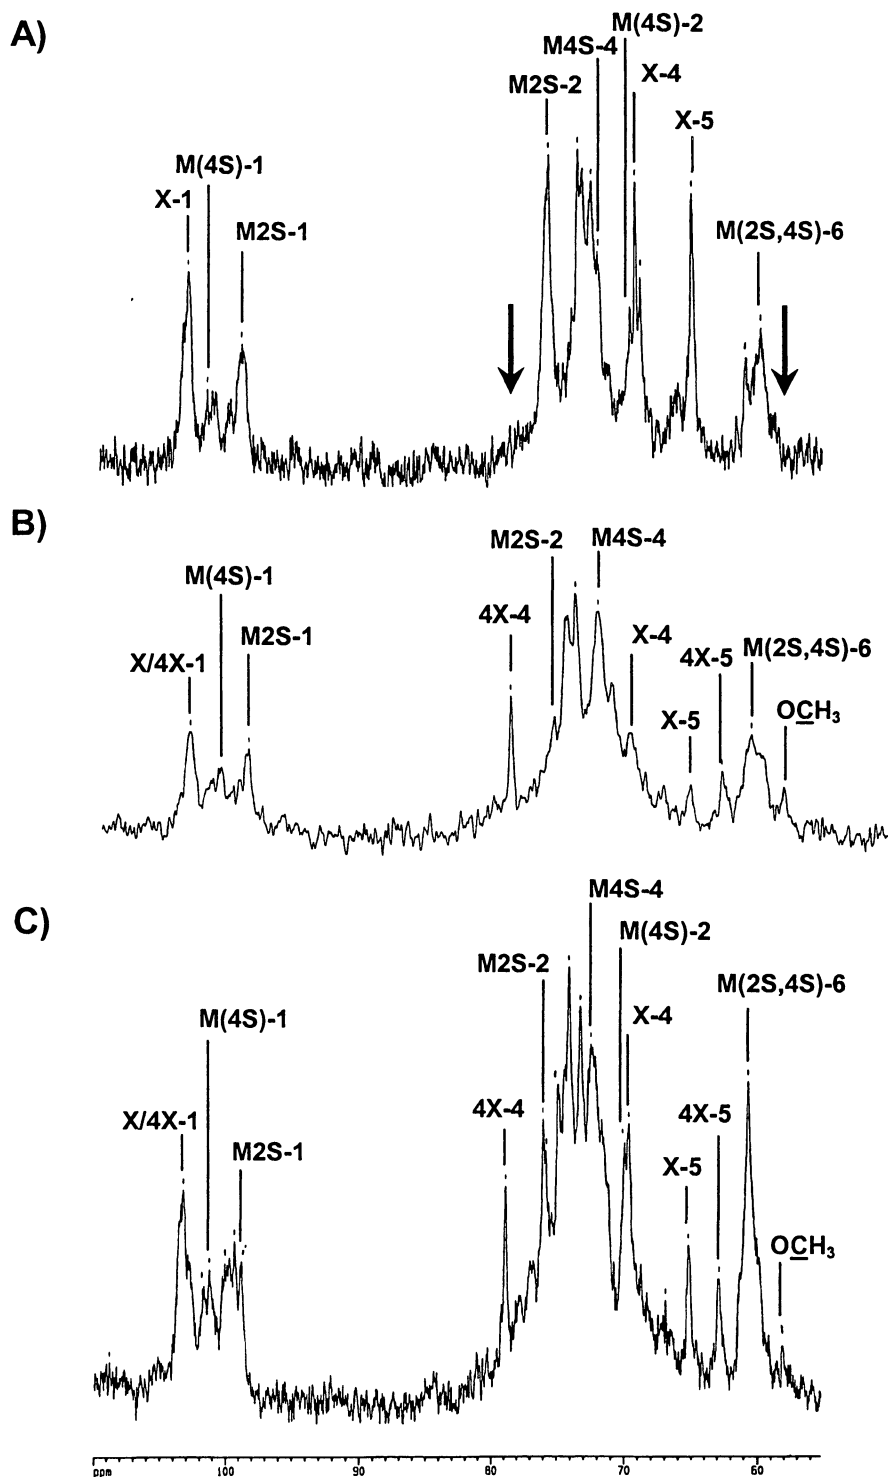 A)
M(4S)-2
M4S-4
X-4
M2S-2
X-5
M(4S)-1
X-1
M2S-1
M(2S,4S)-6
B)
M2S-2
M4S-4
M(4S)-1
4X-4
M2S-1
X-4
4X-5
M(2S,4S)-6
X/4X-1
X-5
OCH₃
C)
M4S-4
M(4S)-2
M2S-2
M(2S,4S)-6
M(4S)-1
X-4
X/4X-1
4X-4
4X-5
M2S-1
X-5
OCH₃
ppm 100 90 80 70 60